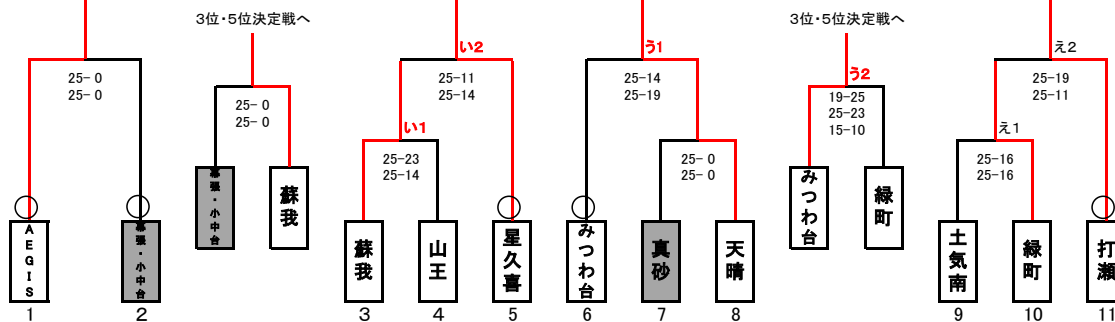 3位・5位決定戦へ
3位・5位決定戦へ
い2
う1
え2
25- 0
25- 0
25- 0
25- 0
25-11
25-14
25-14
25-19
う2
19-25
25-23
15-10
25-19
25-11
い1
え1
25-23
25-14
25- 0
25- 0
25-16
25-16
幕張・小中台
蘇我
みつわ台
緑町
AEGIS
幕張・小中台
蘇我
山王
星久喜
みつわ台
真砂
天晴
土気南
緑町
打瀬
1
2
3
4
5
6
7
8
9
10
11